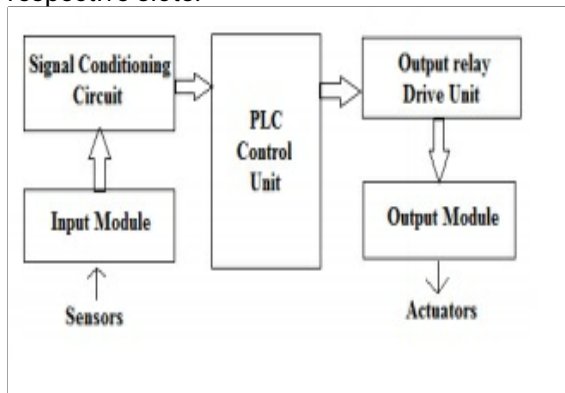 Signal Conditioning
Circuit
PLC
Control
Unit
Output relay
Drive Unit
Input Module
Output Module
Sensors
Actuators